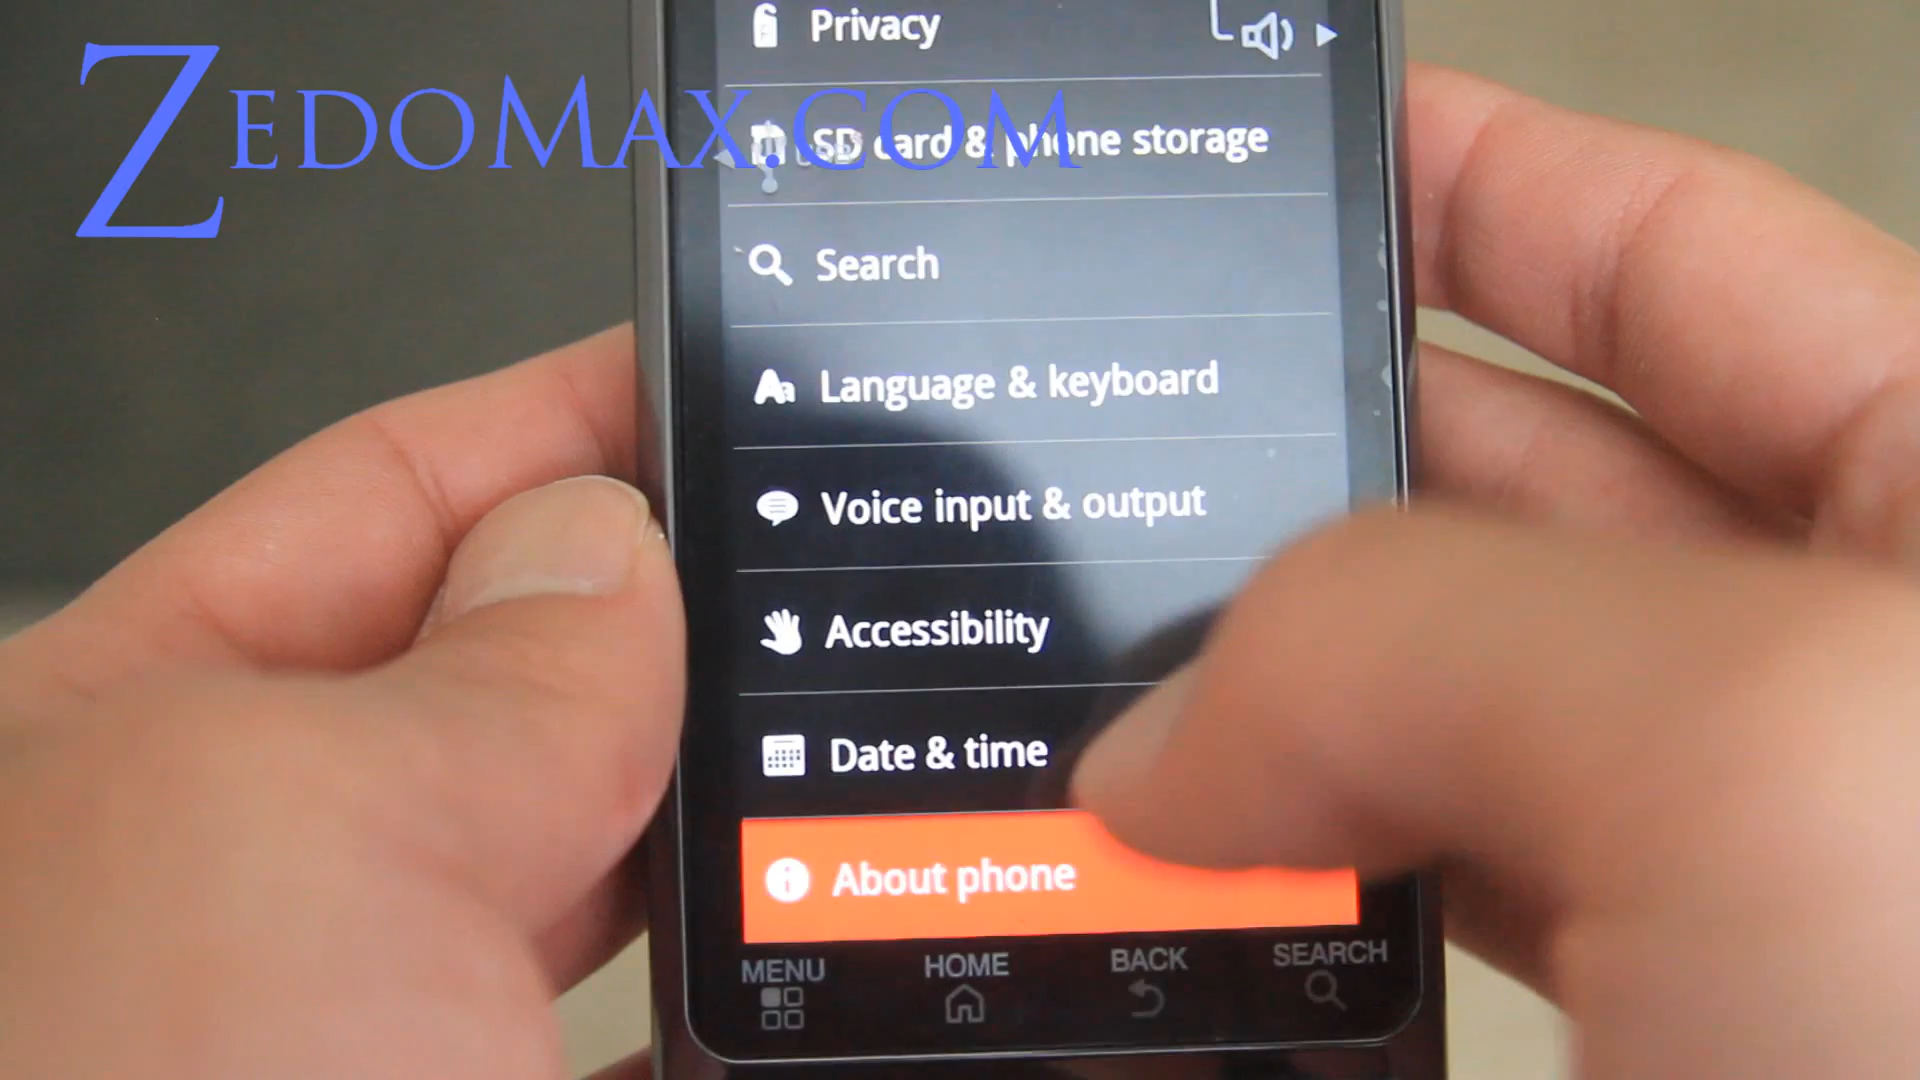 Privacy
ZEDOMAX.COM
SD card & phone storage
Search
Language & keyboard
Voice input & output
Accessibility
Date & time
About phone
MENU HOME BACK SEARCH